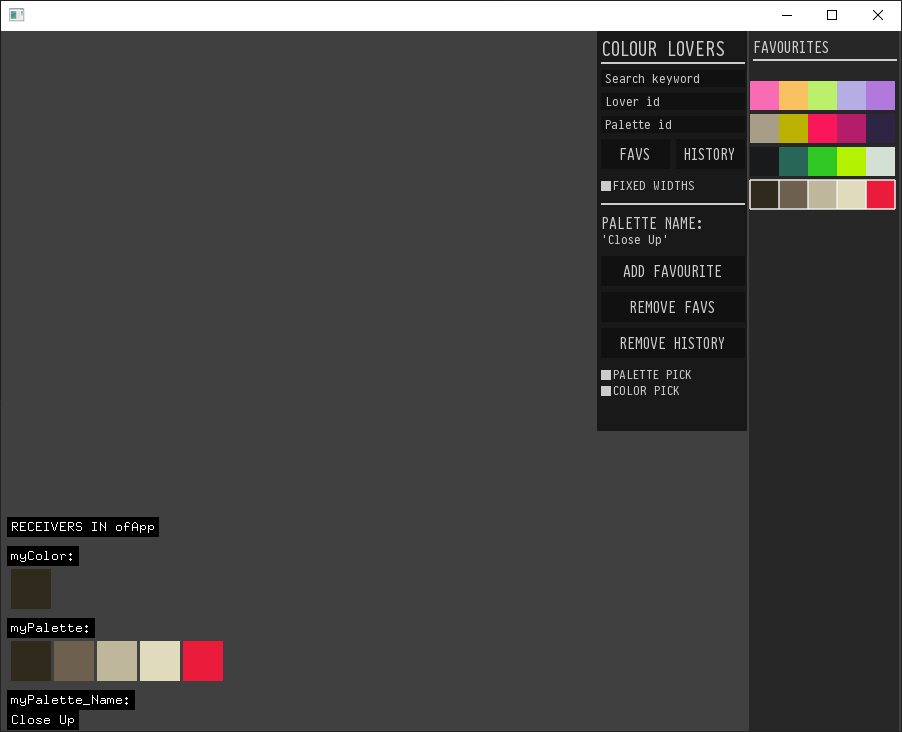 COLOUR LOVERS
Search keyword
Lover id
Palette id
FAVS
HISTORY
FIXED WIDTHS
PALETTE NAME:
'Close Up'
ADD FAVOURITE
REMOVE FAVS
REMOVE HISTORY
PALETTE PICK
COLOR PICK
FAVOURITES
RECEIVERS IN ofApp
myColor:
myPalette:
myPalette_Name:
Close Up